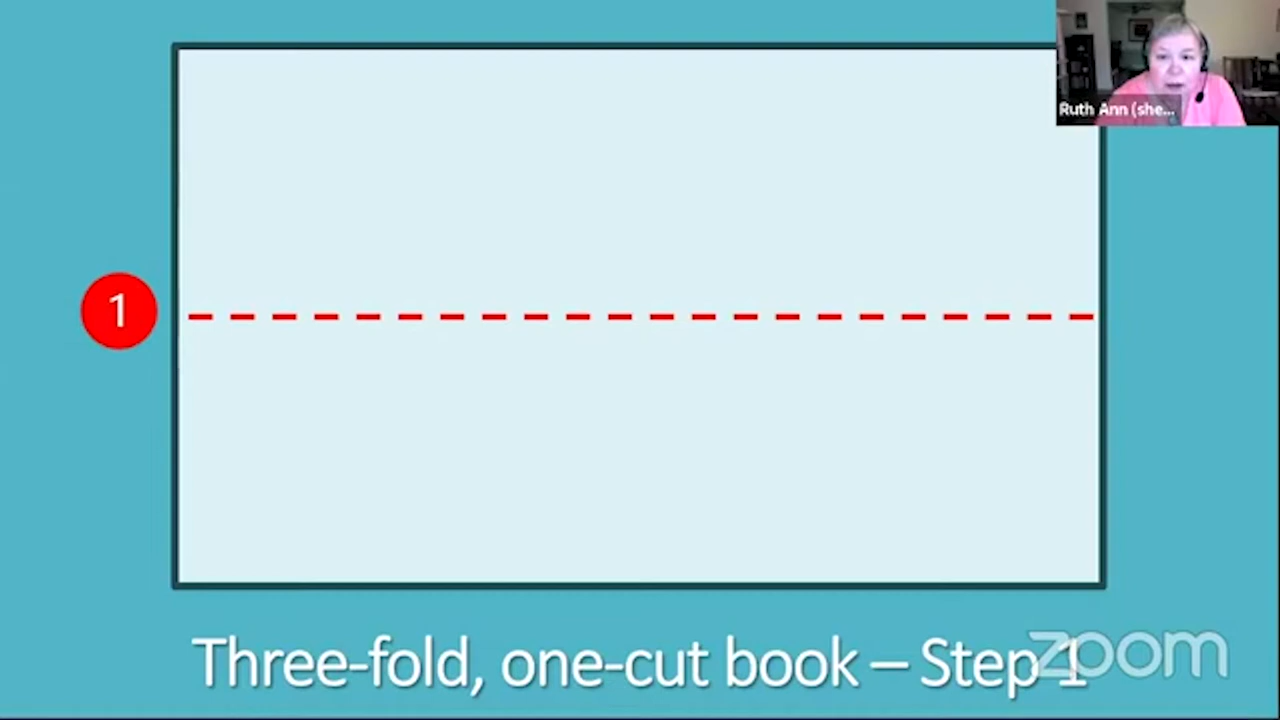 Ruth Ann (she...
1
Three-fold, one-cut book – Step 1
zoom